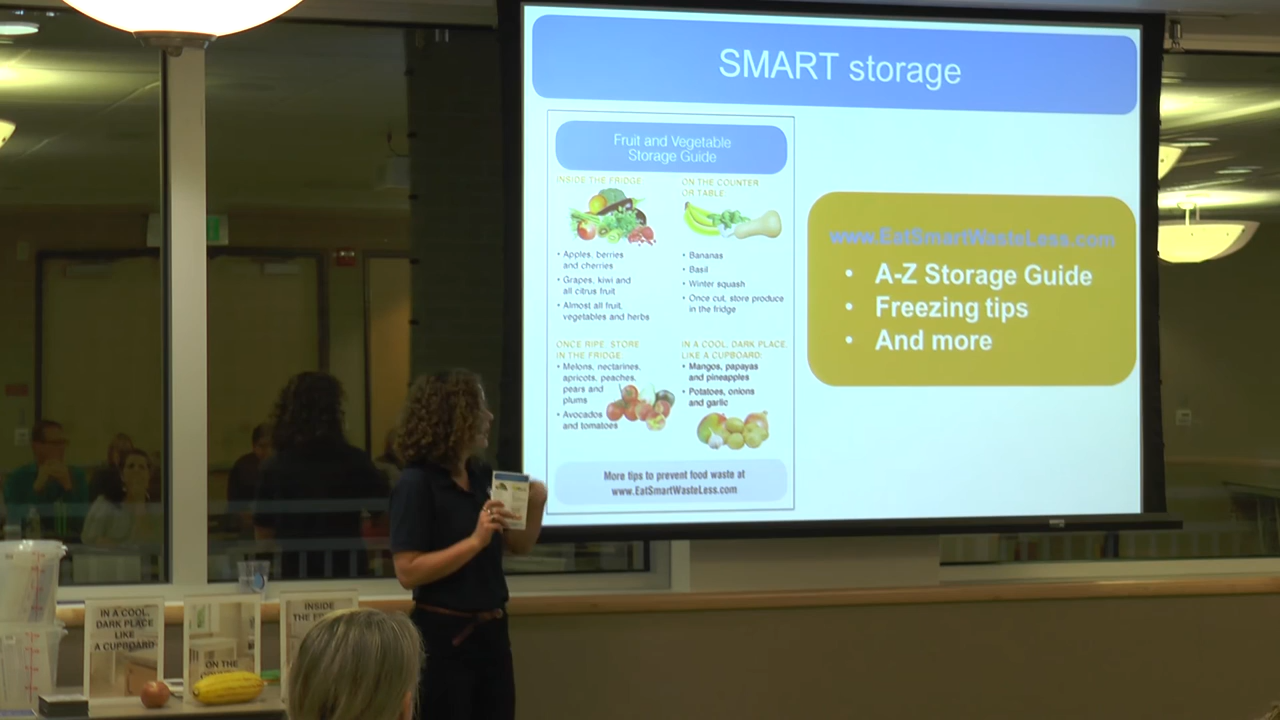 SMART storage
Fruit and Vegetable
Storage Guide
INSIDE THE FRIDGE
• Apples, berries
and cherries
• Grapes, kiwi and
all citrus fruit
• Almost all fruit,
vegetables and herbs
ON THE COUNTER
OR TABLE
• Bananas
• Basil
• Winter squash
• Once cut, store produce
in the fridge
ONCE RIPE, STORE
IN THE FRIDGE
• Melons, nectarines,
apricots, peaches,
pears and
plums
• Avocados
and tomatoes
IN A COOL, DARK PLACE,
LIKE A CUPBOARD:
• Mangos, papayas
and pineapples
• Potatoes, onions
and garlic
More tips to prevent food waste at
www.EatSmartWasteLess.com
www.EatSmartWasteLess.com
• A-Z Storage Guide
• Freezing tips
• And more
IN A COOL,
DARK PLACE
LIKE
A CUPBOARD
ON THE
INSIDE
THE